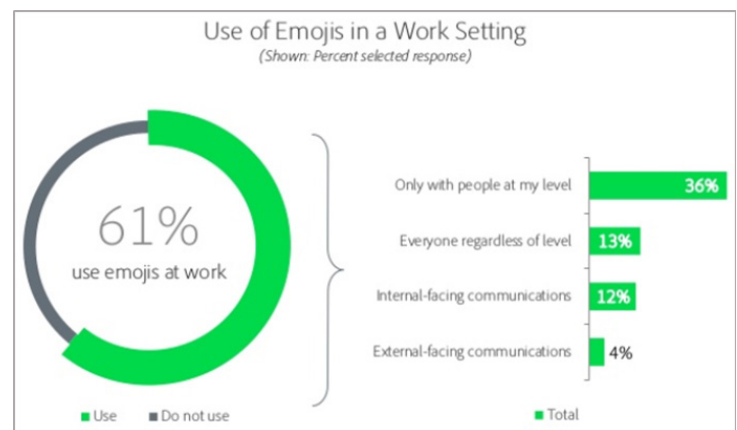 Use of Emojis in a Work Setting
(Shown: Percent selected response)
61%
use emojis at work
Use
Do not use
Only with people at my level
36%
Everyone regardless of level
13%
Internal-facing communications
12%
External-facing communications
4%
Total